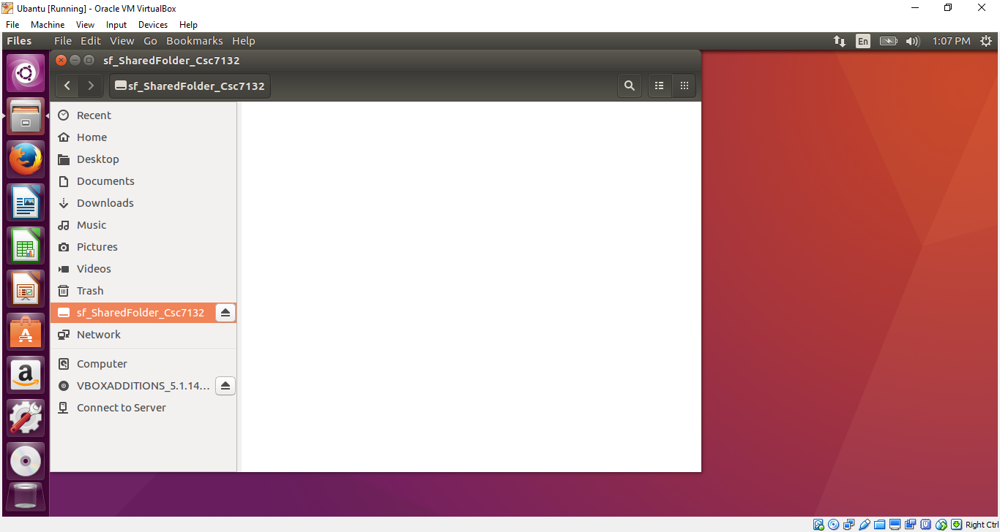 Ubantu [Running] - Oracle VM VirtualBox
File Machine View Input Devices Help
Files File Edit View Go Bookmarks Help En 1:07 PM
sf_SharedFolder_Csc7132
sf_SharedFolder_Csc7132
Recent
Home
Desktop
Documents
Downloads
Music
Pictures
Videos
Trash
sf_SharedFolder_Csc7132
Network
Computer
VBOXADDITIONS_5.1.14...
Connect to Server
Right Ctrl